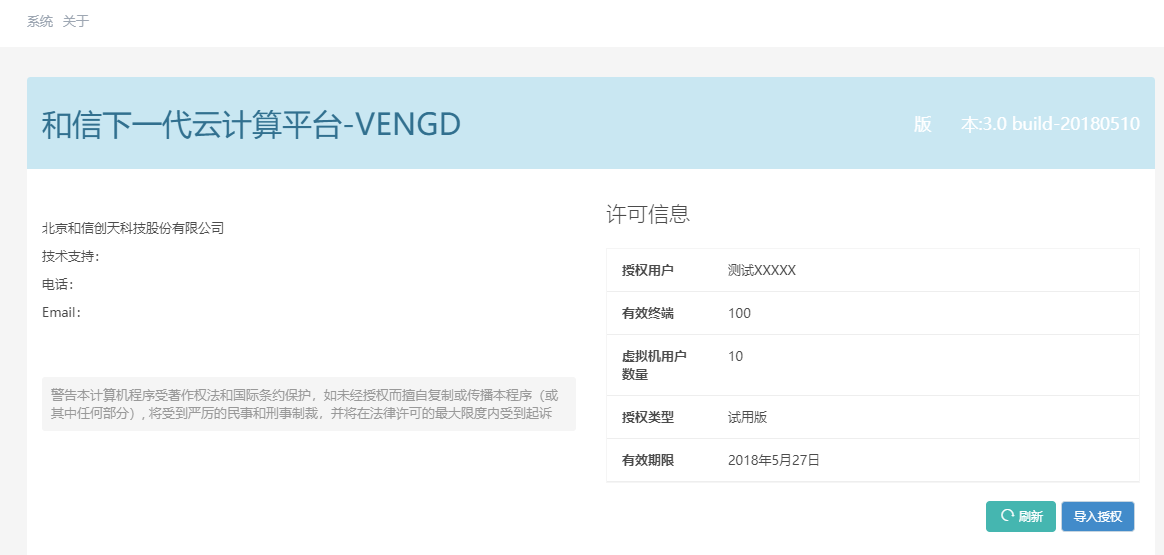 系统 关于
和信下一代云计算平台-VENGD
版 本:3.0 build-20180510
北京和信创天科技股份有限公司
技术支持：
电话：
Email：
警告本计算机程序受著作权法和国际条约保护，如未经授权而擅自复制或传播本程序（或
其中任何部分）, 将受到严厉的民事和刑事制裁，并将在法律许可的最大限度内受到起诉
许可信息
授权用户 测试XXXXX
有效终端 100
虚拟机用户 10
数量
授权类型 试用版
有效期限 2018年5月27日
刷新 导入授权